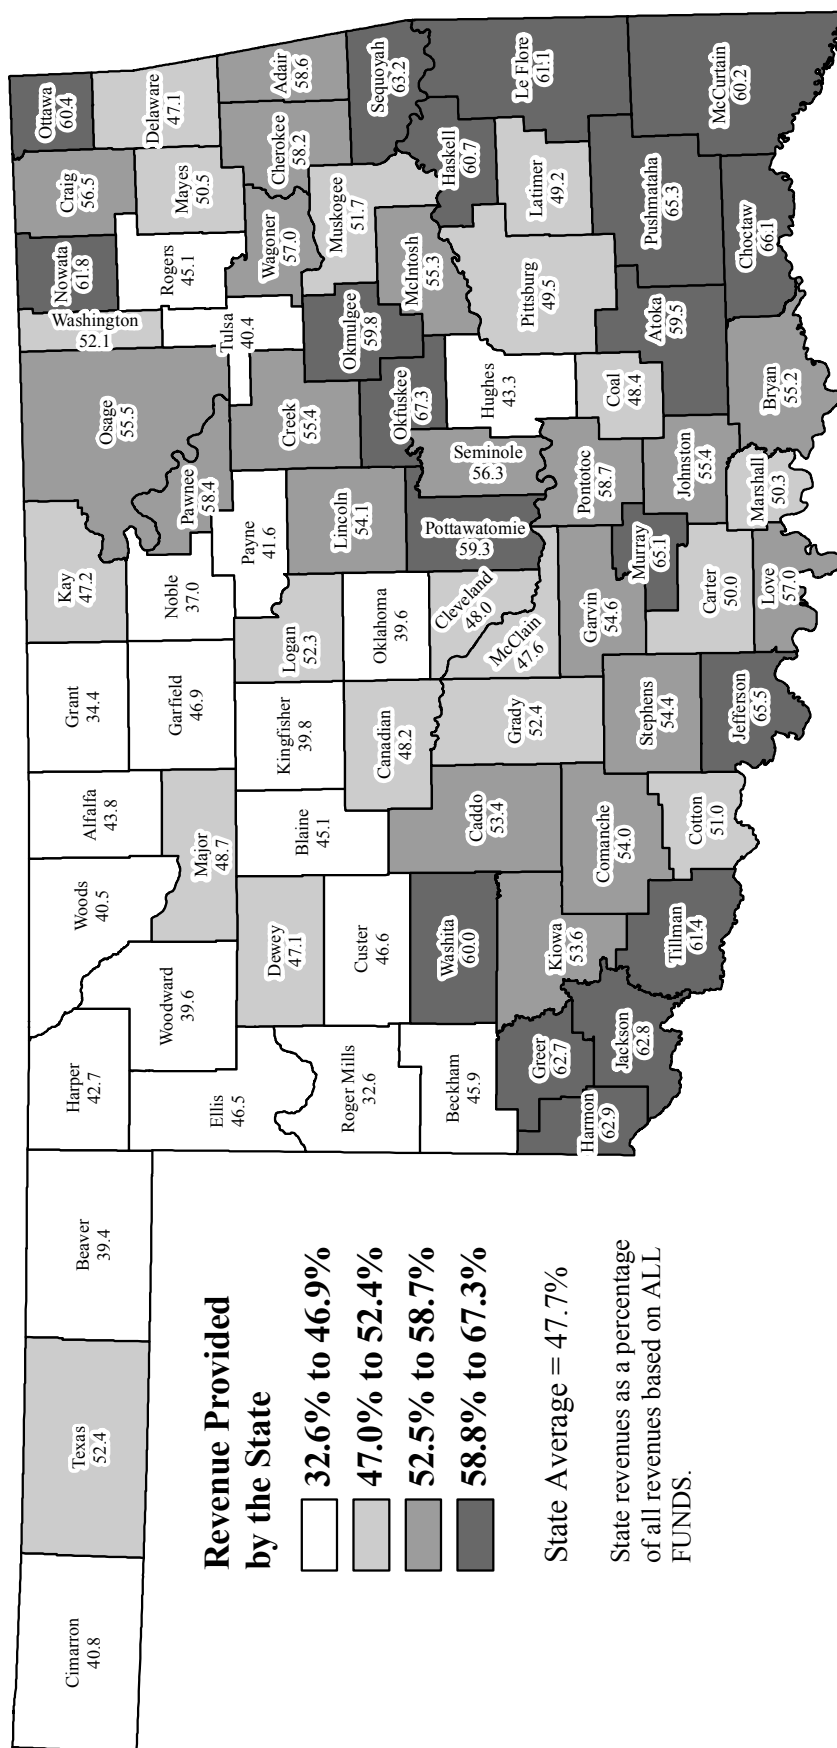 Cimarron
40.8
Texas
52.4
Beaver
39.4
Harper
42.7
Woods
40.5
Alfalfa
43.8
Grant
34.4
Kay
47.2
Osage
55.5
Washington
52.1
Nowata
61.8
Craig
56.5
Ottawa
60.4
Ellis
46.5
Woodward
39.6
Major
48.7
Garfield
46.9
Noble
37.0
Pawnee
58.4
Rogers
45.1
Mayes
50.5
Delaware
47.1
Roger Mills
32.6
Dewey
47.1
Blaine
45.1
Kingfisher
39.8
Logan
52.3
Payne
41.6
Creek
55.4
Tulsa
40.4
Wagoner
57.0
Cherokee
58.2
Adair
58.6
Custer
46.6
Canadian
48.2
Oklahoma
39.6
Lincoln
54.1
Okfuskee
67.3
Okmulgee
59.8
Muskogee
51.7
McIntosh
55.3
Sequoyah
63.2
Haskell
60.7
Beckham
45.9
Washita
60.0
Caddo
53.4
Grady
52.4
Cleveland
48.0
McClain
47.6
Pottawatomie
59.3
Seminole
56.3
Hughes
43.3
Pittsburg
49.5
Latimer
49.2
Le Flore
61.1
Harmon
62.9
Greer
62.7
Kiowa
53.6
Comanche
54.0
Stephens
54.4
Garvin
54.6
Murray
65.1
Pontotoc
58.7
Coal
48.4
Atoka
59.5
Pushmataha
65.3
McCurtain
60.2
Jackson
62.8
Tillman
61.4
Cotton
51.0
Jefferson
65.5
Carter
50.0
Love
57.0
Johnston
55.4
Marshall
50.3
Bryan
55.2
Choctaw
66.1
Revenue Provided
by the State
32.6% to 46.9%
47.0% to 52.4%
52.5% to 58.7%
58.8% to 67.3%
State Average = 47.7%
State revenues as a percentage
of all revenues based on ALL
FUNDS.